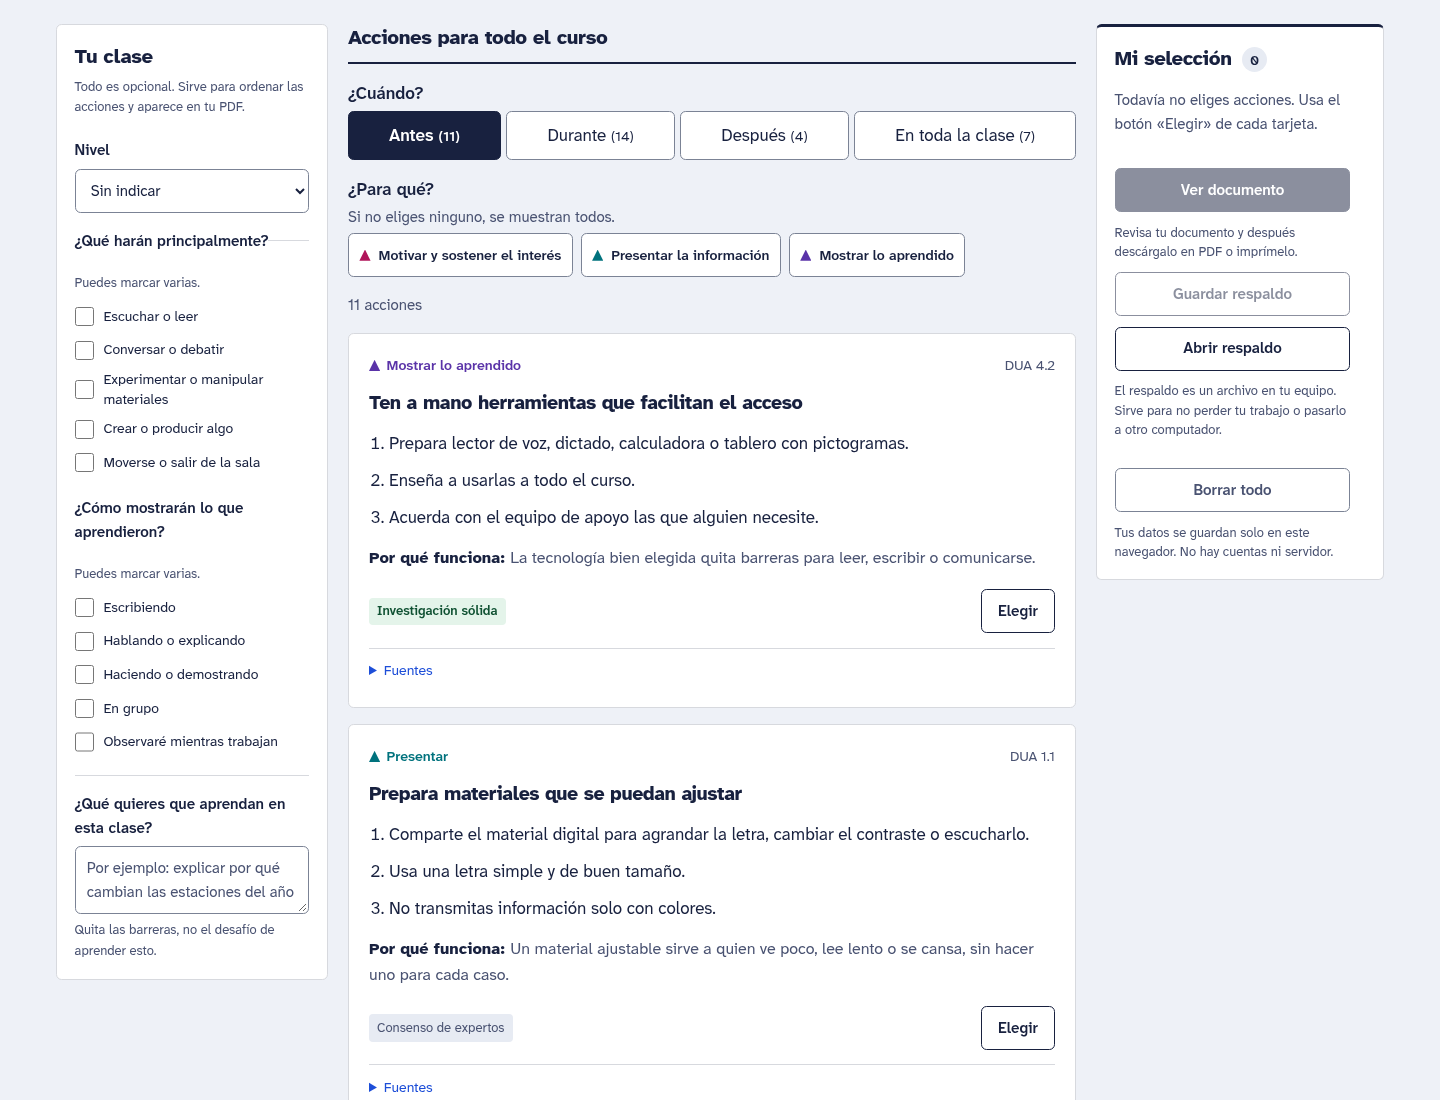 Tu clase
Todo es opcional. Sirve para ordenar las
acciones y aparece en tu PDF.
Nivel
Sin indicar
¿Qué harán principalmente?
Puedes marcar varias.
Escuchar o leer
Conversar o debatir
Experimentar o manipular
materiales
Crear o producir algo
Moverse o salir de la sala
¿Cómo mostrarán lo que
aprendieron?
Puedes marcar varias.
Escribiendo
Hablando o explicando
Haciendo o demostrando
En grupo
Observaré mientras trabajan
¿Qué quieres que aprendan en
esta clase?
Por ejemplo: explicar por qué
cambian las estaciones del año
Quita las barreras, no el desafío de
aprender esto.
Acciones para todo el curso
¿Cuándo?
Antes (11)
Durante (14)
Después (4)
En toda la clase (7)
¿Para qué?
Si no eliges ninguno, se muestran todos.
Motivar y sostener el interés
Presentar la información
Mostrar lo aprendido
11 acciones
Mostrar lo aprendido
DUA 4.2
Ten a mano herramientas que facilitan el acceso
1. Prepara lector de voz, dictado, calculadora o tablero con pictogramas.
2. Enseña a usarlas a todo el curso.
3. Acuerda con el equipo de apoyo las que alguien necesite.
Por qué funciona: La tecnología bien elegida quita barreras para leer, escribir o comunicarse.
Investigación sólida
Elegir
Fuentes
Presentar
DUA 1.1
Prepara materiales que se puedan ajustar
1. Comparte el material digital para agrandar la letra, cambiar el contraste o escucharlo.
2. Usa una letra simple y de buen tamaño.
3. No transmitas información solo con colores.
Por qué funciona: Un material ajustable sirve a quien ve poco, lee lento o se cansa, sin hacer
uno para cada caso.
Consenso de expertos
Elegir
Fuentes
Mi selección 0
Todavía no eliges acciones. Usa el
botón «Elegir» de cada tarjeta.
Ver documento
Revisa tu documento y después
descárgalo en PDF o imprímelo.
Guardar respaldo
Abrir respaldo
El respaldo es un archivo en tu equipo.
Sirve para no perder tu trabajo o pasarlo
a otro computador.
Borrar todo
Tus datos se guardan solo en este
navegador. No hay cuentas ni servidor.